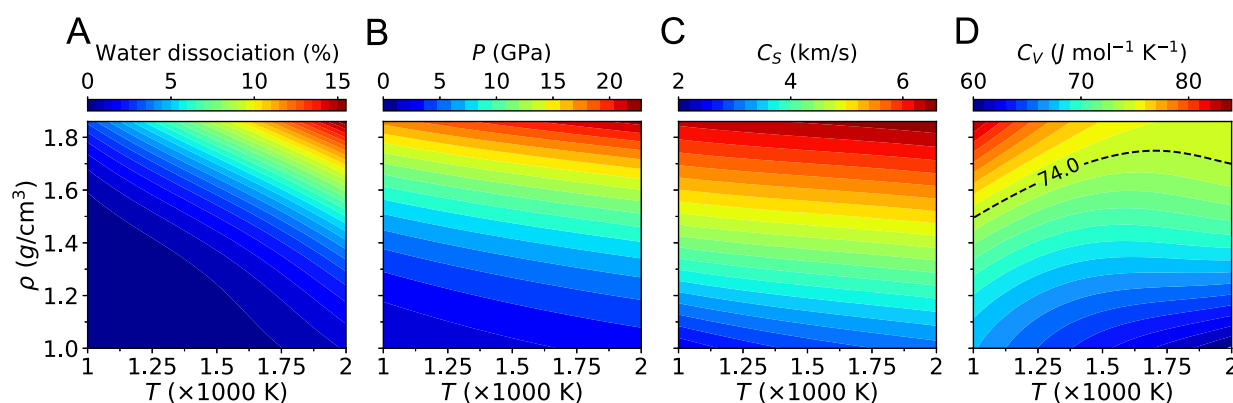 A B C D
Water dissociation (%) P (GPa) C_S (km/s) C_V (J mol⁻¹ K⁻¹)
0 5 10 15 0 5 10 15 20 2 4 6 60 70 80
1.8
1.6
1.4
1.2
1.0
ρ (g/cm³)
74.0
1 1.25 1.5 1.75 2 1 1.25 1.5 1.75 2 1 1.25 1.5 1.75 2 1 1.25 1.5 1.75 2
T (×1000 K) T (×1000 K) T (×1000 K) T (×1000 K)